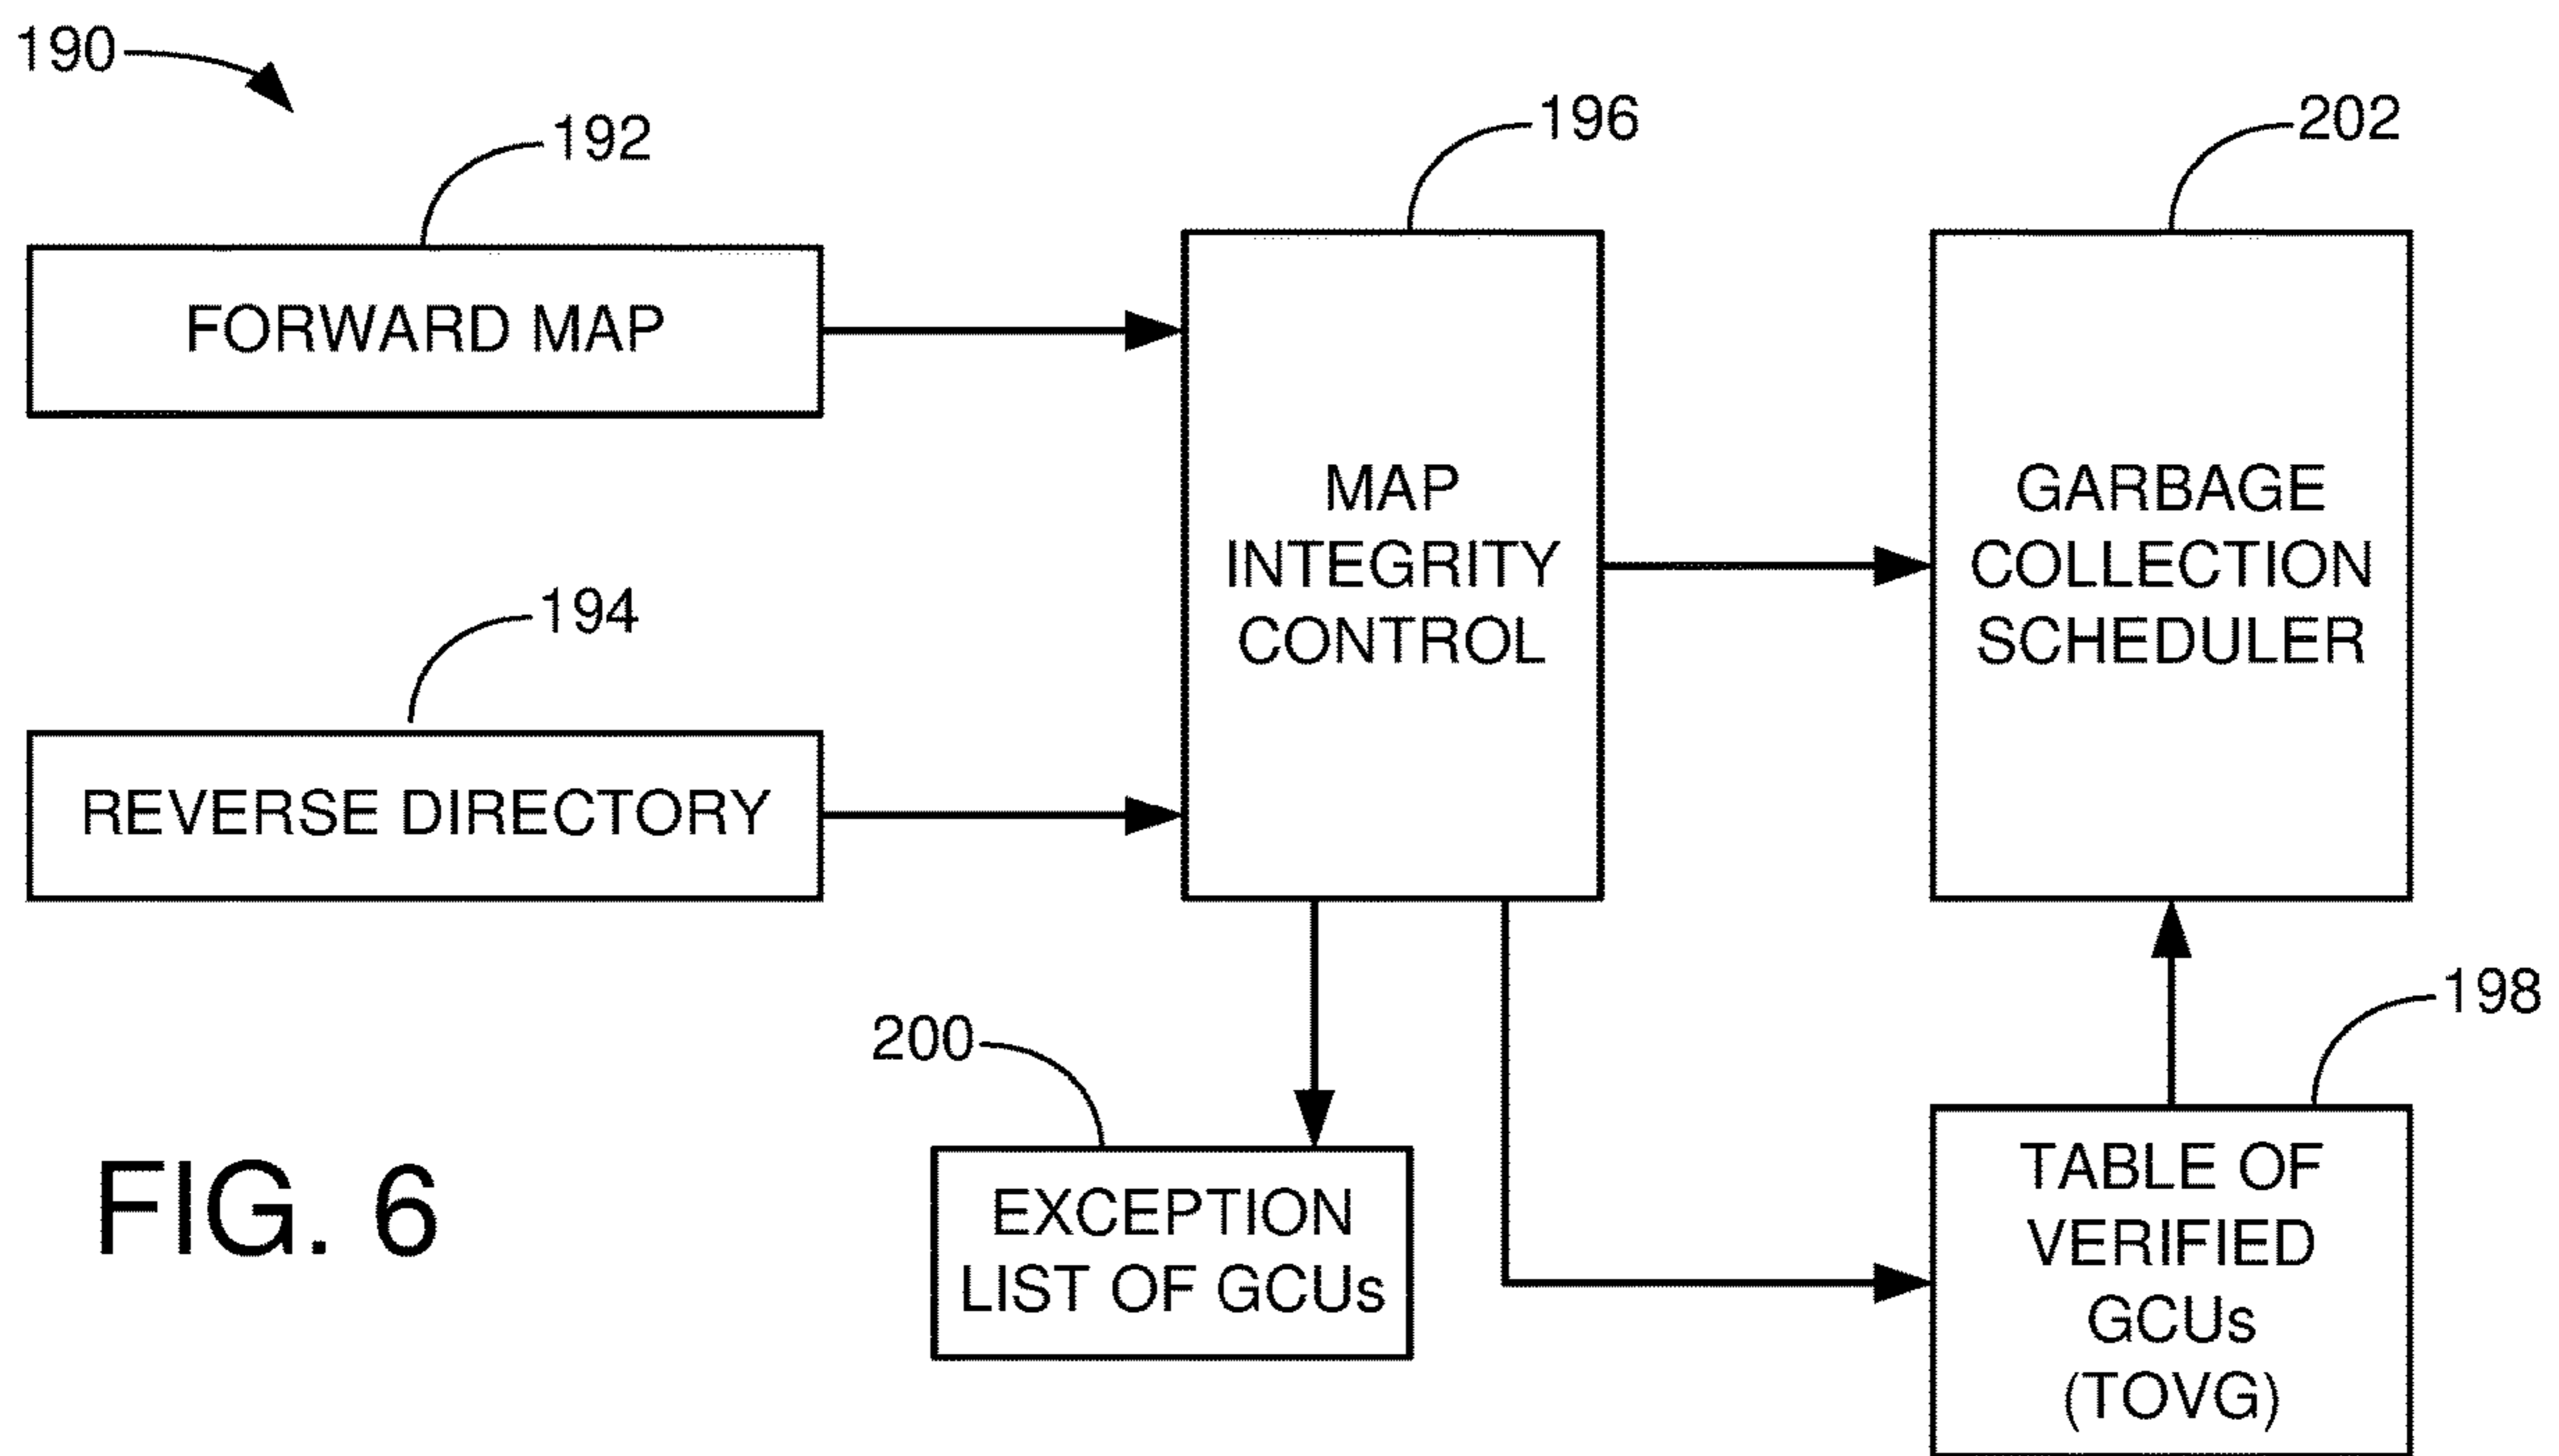 190
192
196
202
FORWARD MAP
MAP
INTEGRITY
CONTROL
GARBAGE
COLLECTION
SCHEDULER
194
REVERSE DIRECTORY
198
200
EXCEPTION
LIST OF GCUs
TABLE OF
VERIFIED
GCUs
(TOVG)
FIG. 6